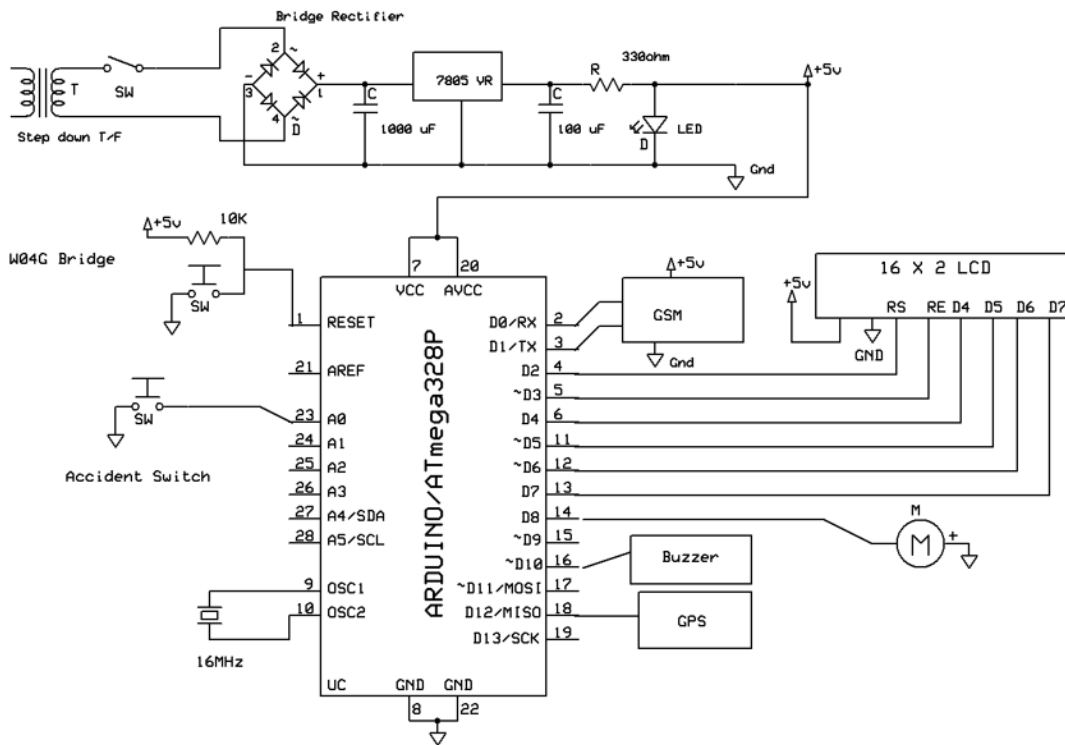 Bridge Rectifier
2 ~
- +
3 1
4 ~
D
T
SW
Step down T/F
C
1000 uF
7805 VR
C
100 uF
R
330ohm
D
LED
+5v
Gnd
+5v
10K
W04G Bridge
SW
SW
Accident Switch
16MHz
7 20
VCC AVCC
1 RESET
21 AREF
23 A0
24 A1
25 A2
26 A3
27 A4/SDA
28 A5/SCL
9 OSC1
10 OSC2
ARDUINO/ATmega328P
D0/RX 2
D1/TX 3
D2 4
~D3 5
D4 6
~D5 11
~D6 12
D7 13
D8 14
~D9 15
~D10 16
~D11/MOSI 17
D12/MISO 18
D13/SCK 19
UC
GND GND
8 22
+5v
GSM
Gnd
16 X 2 LCD
+5v
RS RE D4 D5 D6 D7
GND
M
M +
Buzzer
GPS